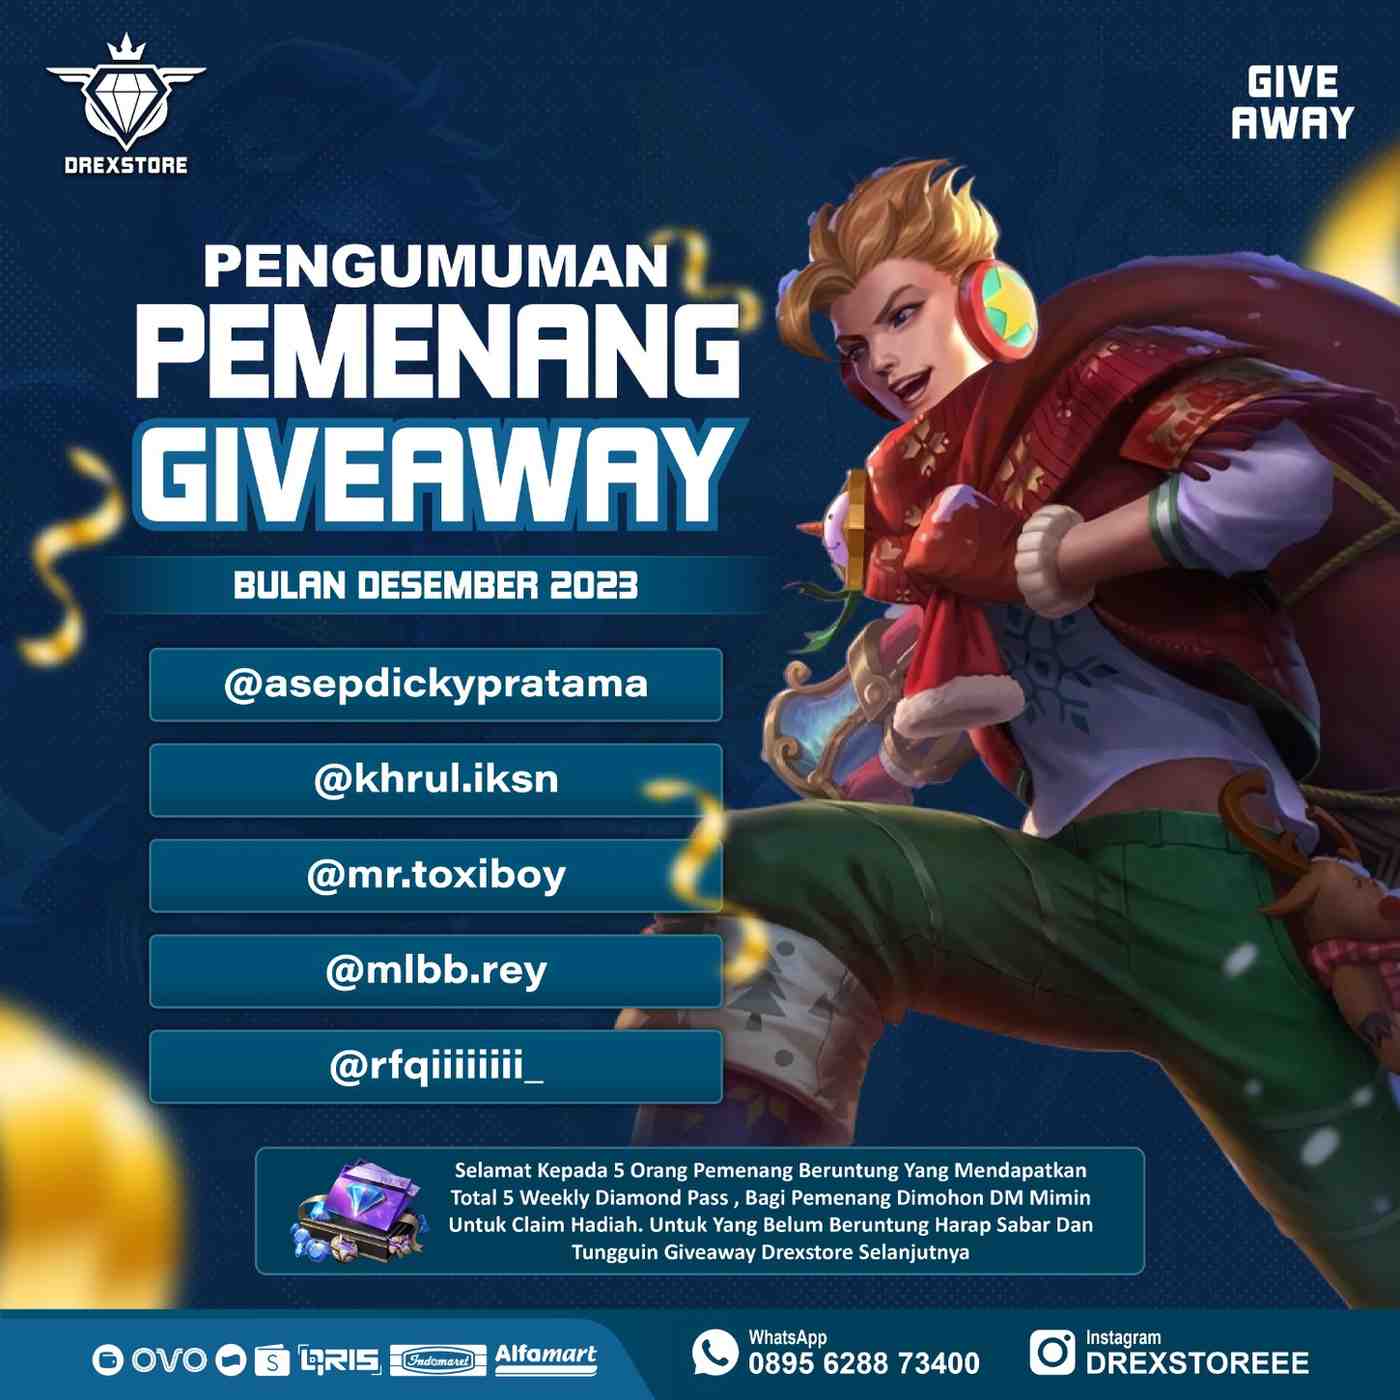 DREXSTORE
GIVE
AWAY
PENGUMUMAN
PEMENANG
GIVEAWAY
BULAN DESEMBER 2023
@asepdickypratama
@khrul.iksn
@mr.toxiboy
@mlbb.rey
@rfqiiiiiiiii_
Selamat Kepada 5 Orang Pemenang Beruntung Yang Mendapatkan
Total 5 Weekly Diamond Pass , Bagi Pemenang Dimohon DM Mimin
Untuk Claim Hadiah. Untuk Yang Belum Beruntung Harap Sabar Dan
Tungguin Giveaway Drexstore Selanjutnya
OVO S QRIS Indomaret Alfamart
WhatsApp
0895 6288 73400
Instagram
DREXSTOREEE